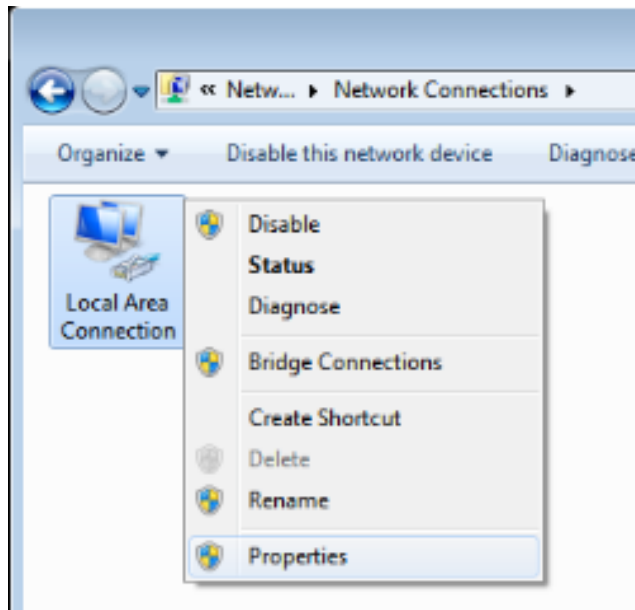 « Netw... ▸ Network Connections ▸
Organize ▾ Disable this network device Diagnose
Local Area
Connection
Disable
Status
Diagnose
Bridge Connections
Create Shortcut
Delete
Rename
Properties